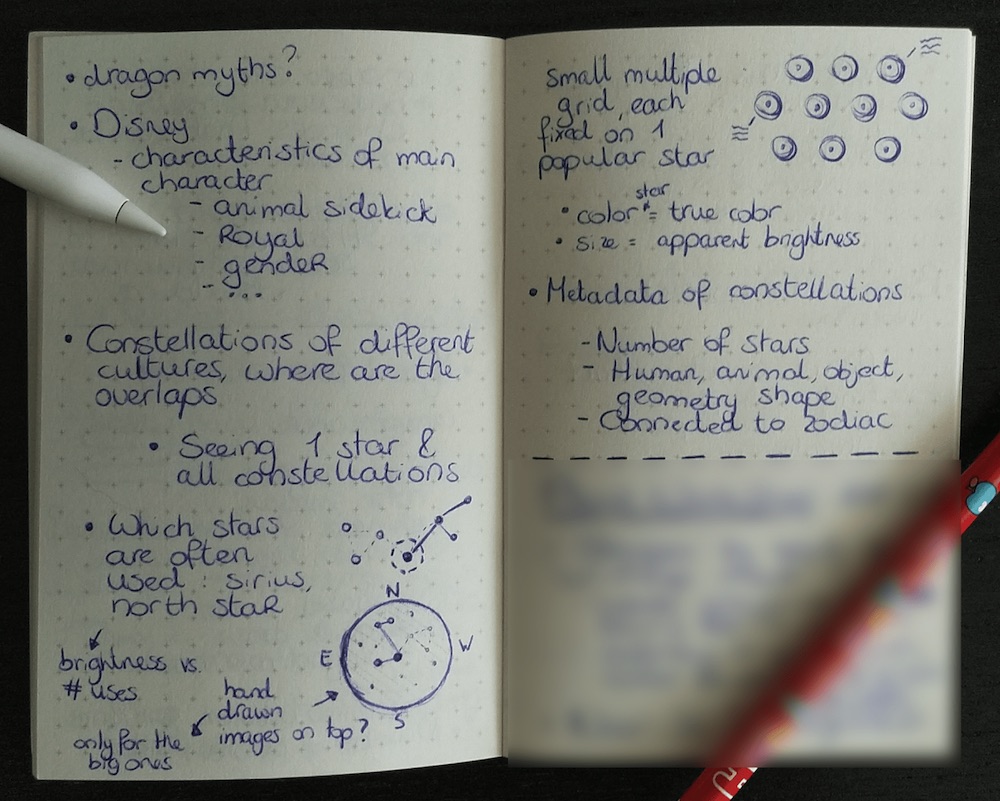 • dragon myths?
• Disney
- characteristics of main
character
- animal sidekick
- Royal
- gender
- ...
• Constellations of different
cultures, where are the
overlaps
• Seeing 1 star &
all constellations
• Which stars
are often
used: sirius,
north star
brightness vs.
# uses
hand
drawn
images on top?
only for the
big ones
N
E
W
S
small multiple
grid, each
fixed on 1
popular star
star
• color = true color
• size = apparent brightness
• Metadata of constellations
- Number of stars
- Human, animal, object,
geometry shape
- Connected to zodiac